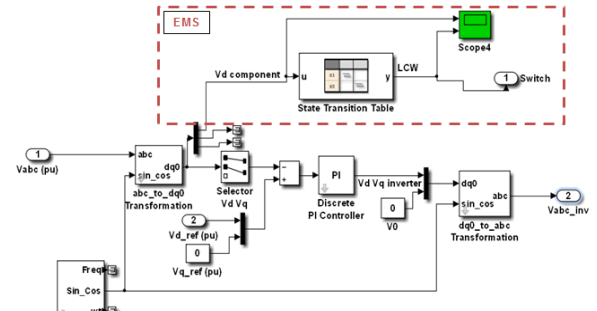 EMS
Scope4
Vd component
LCW
u
y
State Transition Table
1
Switch
1
Vabc (pu)
abc
sin_cos
dq0
abc_to_dq0
Transformation
Selector
Vd Vq
-
+
PI
Discrete
PI Controller
Vd Vq inverter
0
V0
dq0
sin_cos
abc
dq0_to_abc
Transformation
2
Vabc_inv
2
Vd_ref (pu)
0
Vq_ref (pu)
Freq
Sin_Cos